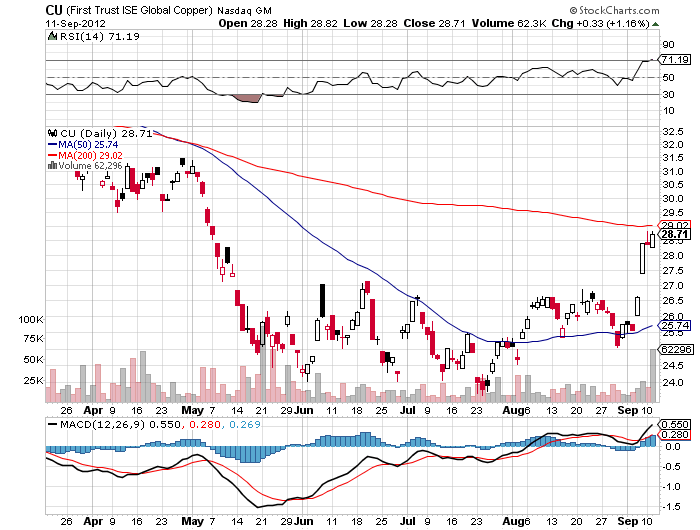 CU (First Trust ISE Global Copper) Nasdaq GM © StockCharts.com
11-Sep-2012 Open 28.28 High 28.82 Low 28.28 Close 28.71 Volume 62.3K Chg +0.33 (+1.16%)
RSI(14) 71.19
90
71.19
50
30
10
CU (Daily) 28.71
MA(50) 25.74
MA(200) 29.02
Volume 62,296
32.5
32.0
31.5
31.0
30.5
30.0
29.5
29.02
28.71
28.5
28.0
27.5
27.0
26.5
26.0
25.74
25.5
25.0
62296
24.5
24.0
100K
75K
50K
25K
26 Apr 9 16 23 May 7 14 21 29 Jun 11 18 25 Jul 9 16 23 Aug 6 13 20 27 Sep 10
MACD(12,26,9) 0.550, 0.280, 0.269
0.550
0.280
0.0
-0.5
-1.0
-1.5
26 Apr 9 16 23 May 7 14 21 29 Jun 11 18 25 Jul 9 16 23 Aug 6 13 20 27 Sep 10